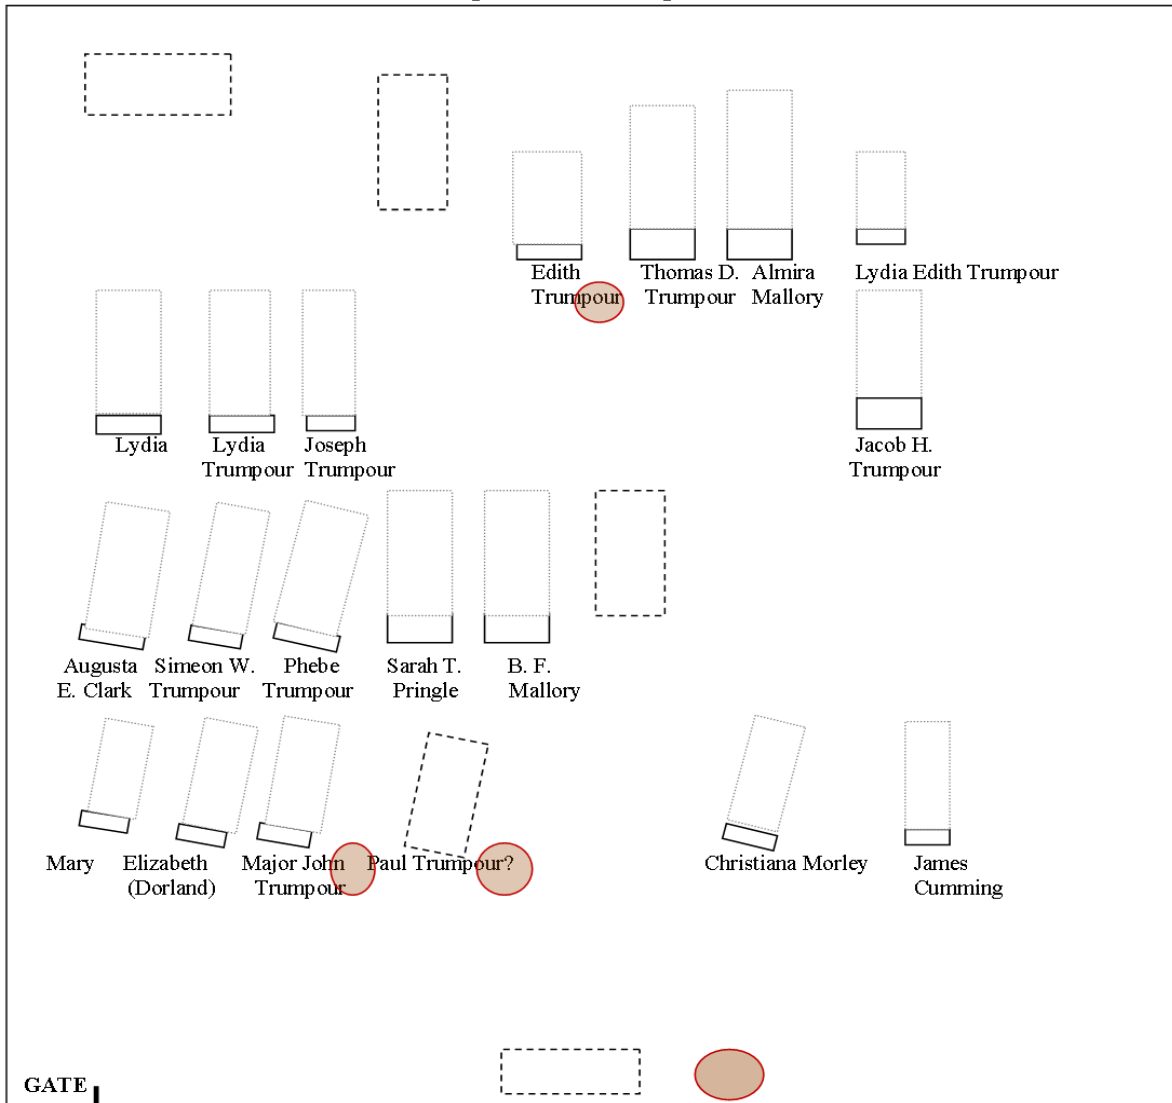 Edith
Trumpour
Thomas D.
Trumpour
Almira
Mallory
Lydia Edith Trumpour
Lydia
Lydia
Trumpour
Joseph
Trumpour
Jacob H.
Trumpour
Augusta
E. Clark
Simeon W.
Trumpour
Phebe
Trumpour
Sarah T.
Pringle
B. F.
Mallory
Mary
Elizabeth
(Dorland)
Major John
Trumpour
Paul Trumpour?
Christiana Morley
James
Cumming
GATE